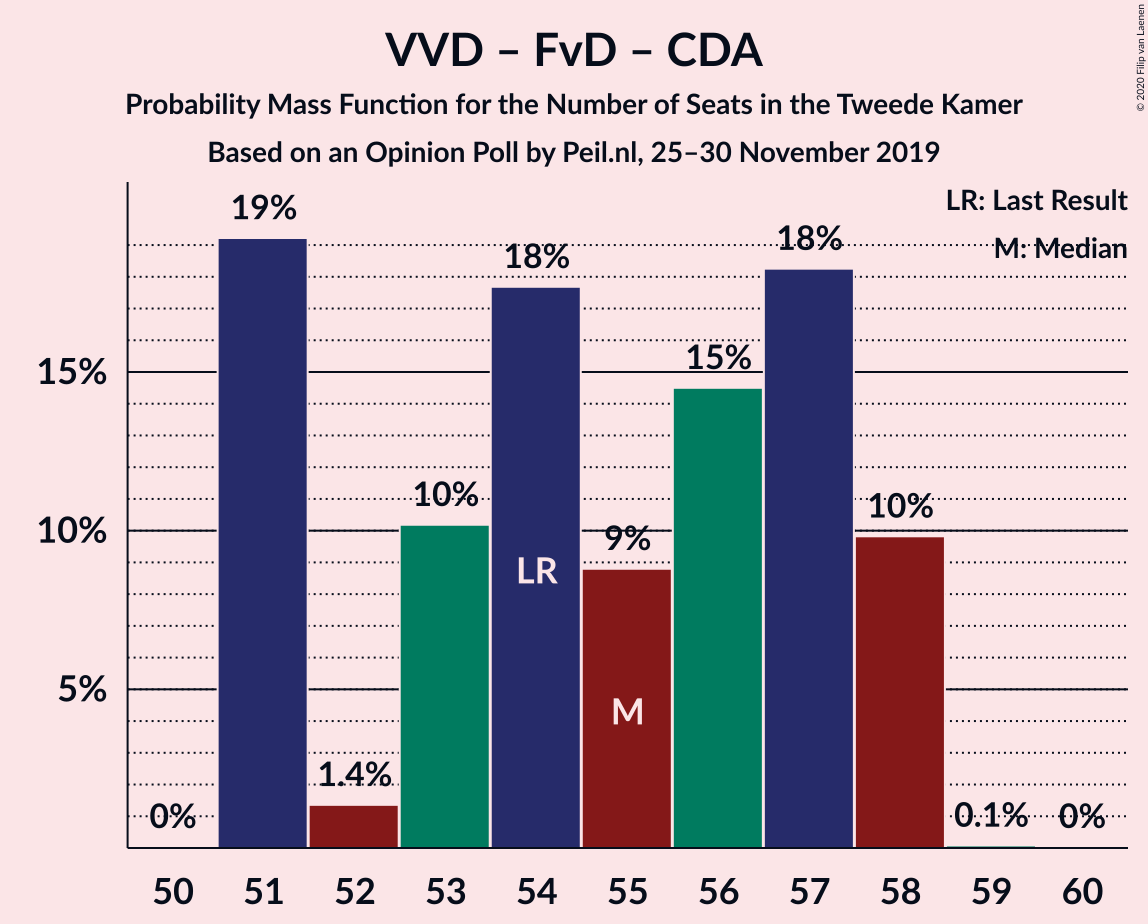 VVD – FvD – CDA
Probability Mass Function for the Number of Seats in the Tweede Kamer
Based on an Opinion Poll by Peil.nl, 25–30 November 2019
© 2020 Filip van Laenen
LR: Last Result
M: Median
15%
10%
5%
0%
19%
1.4%
10%
18%
9%
15%
18%
10%
0.1%
0%
LR
M
50 51 52 53 54 55 56 57 58 59 60